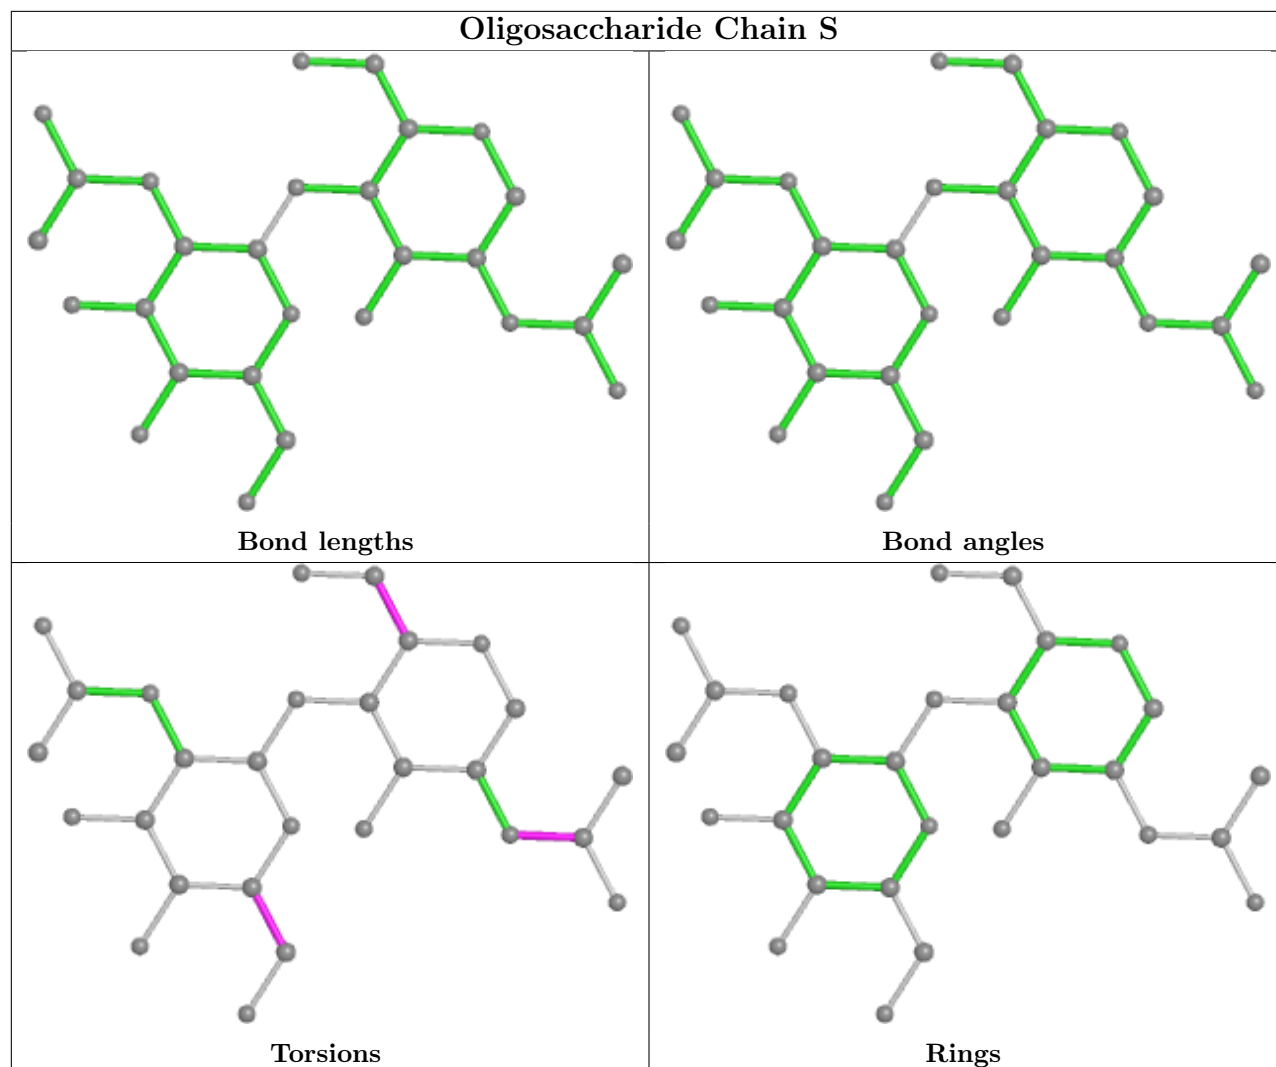 Oligosaccharide Chain S
Bond lengths
Bond angles
Torsions
Rings